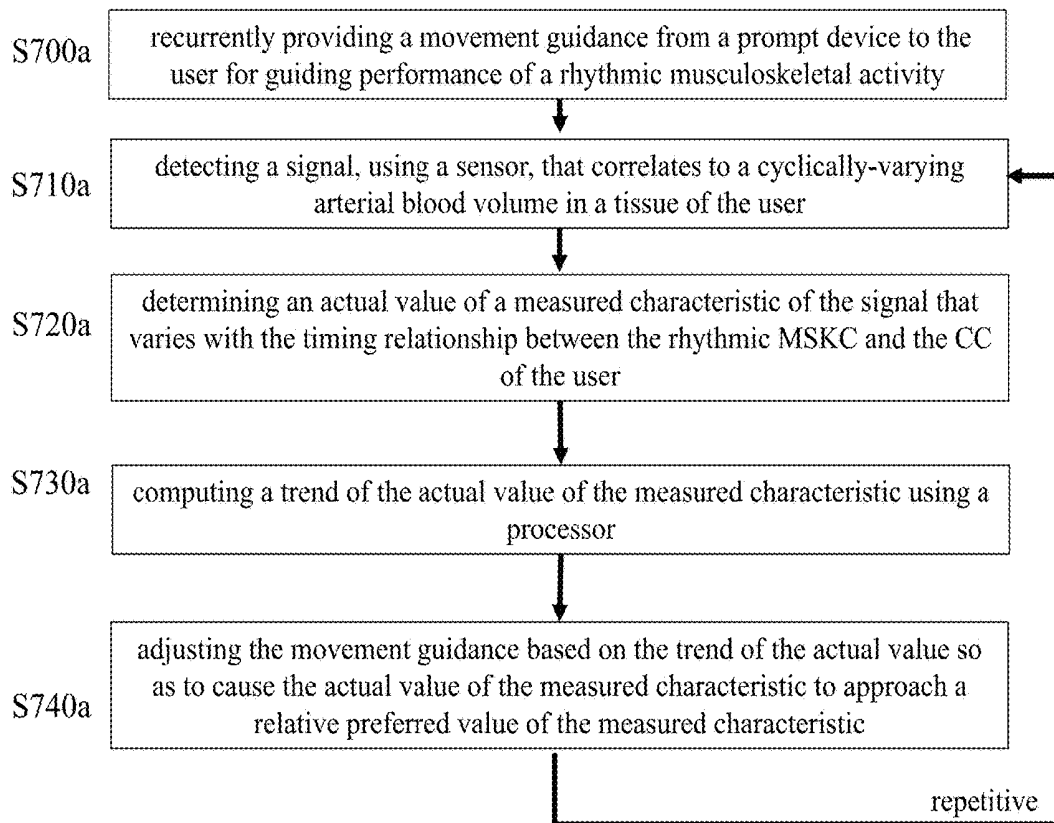 S700a
recurrently providing a movement guidance from a prompt device to the
user for guiding performance of a rhythmic musculoskeletal activity
S710a
detecting a signal, using a sensor, that correlates to a cyclically-varying
arterial blood volume in a tissue of the user
S720a
determining an actual value of a measured characteristic of the signal that
varies with the timing relationship between the rhythmic MSKC and the CC
of the user
S730a
computing a trend of the actual value of the measured characteristic using a
processor
S740a
adjusting the movement guidance based on the trend of the actual value so
as to cause the actual value of the measured characteristic to approach a
relative preferred value of the measured characteristic
repetitive